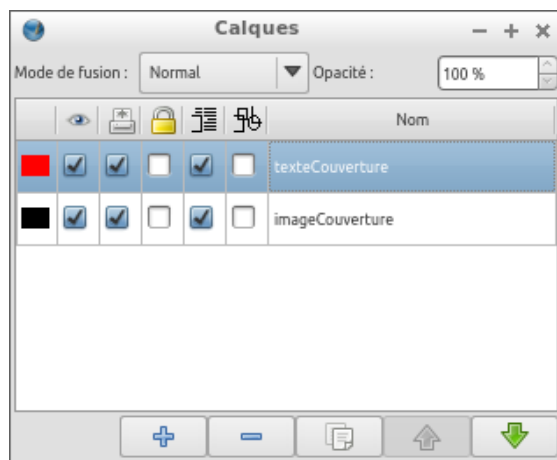 Calques
Mode de fusion : Normal Opacité : 100 %
Nom
texteCouverture
imageCouverture